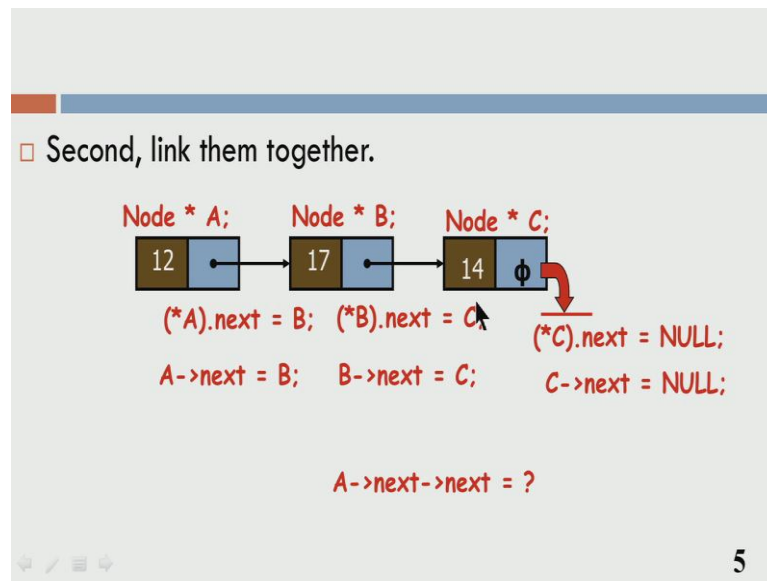 Second, link them together.
Node * A; Node * B; Node * C;
12 17 14 ф
(*A).next = B; (*B).next = C; (*C).next = NULL;
A->next = B; B->next = C; C->next = NULL;
A->next->next = ?
5